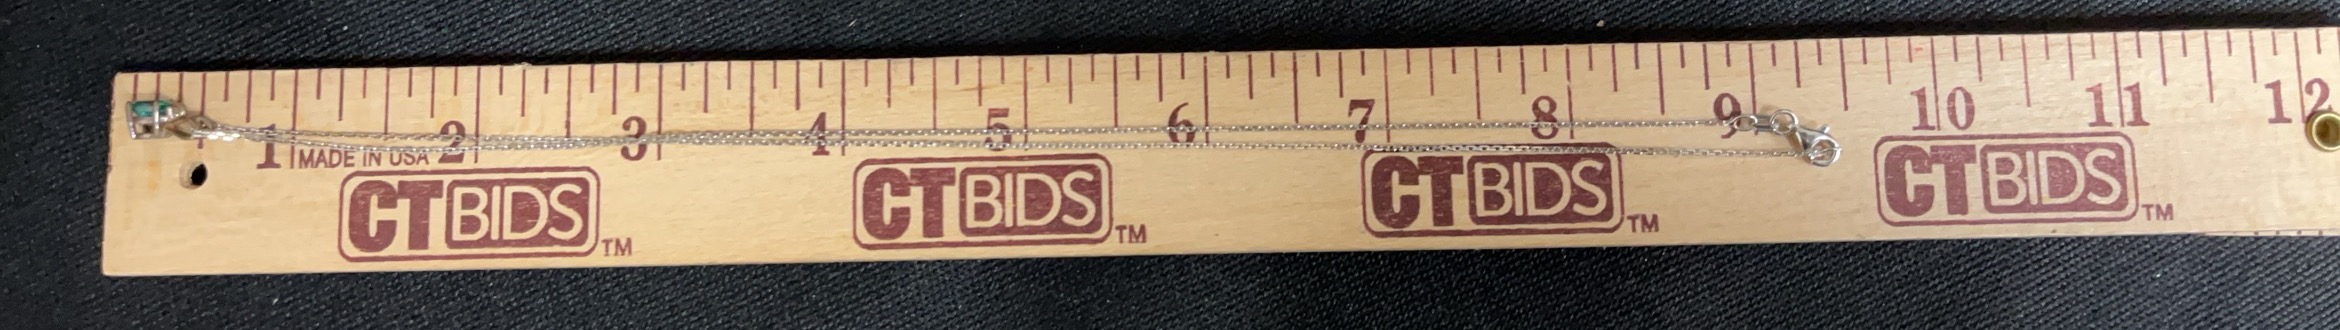 1 2 3 4 5 6 7 8 9 10 11 12
MADE IN USA
CTBIDS™ CTBIDS™ CTBIDS™ CTBIDS™